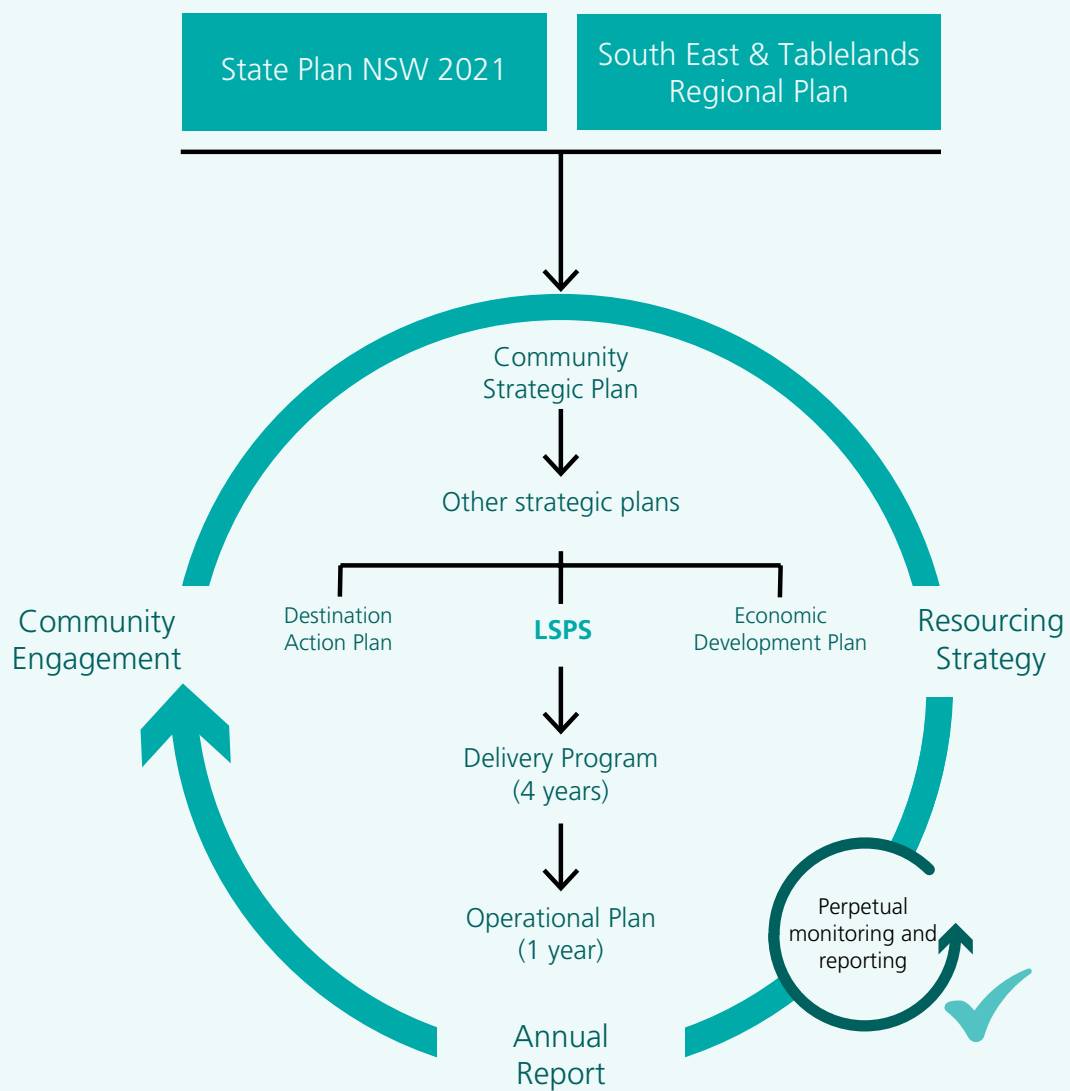 State Plan NSW 2021
South East & Tablelands
Regional Plan
Community
Strategic Plan
Other strategic plans
Community
Engagement
Destination
Action Plan
LSPS
Economic
Development Plan
Resourcing
Strategy
Delivery Program
(4 years)
Operational Plan
(1 year)
Perpetual
monitoring and
reporting
Annual
Report